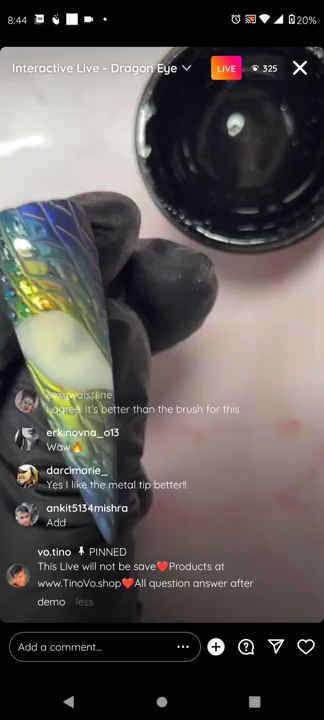 8:44
20%
Interactive Live - Dragon Eye
LIVE
325
sexywaistline
I agree. It's better than the brush for this
erkinovna_o13
Waw🔥
darcimarie_
Yes I like the metal tip better!!
ankit5134mishra
Add
vo.tino PINNED
This Live will not be save❤️Products at
www.TinoVo.shop❤️All question answer after
demo less
Add a comment...